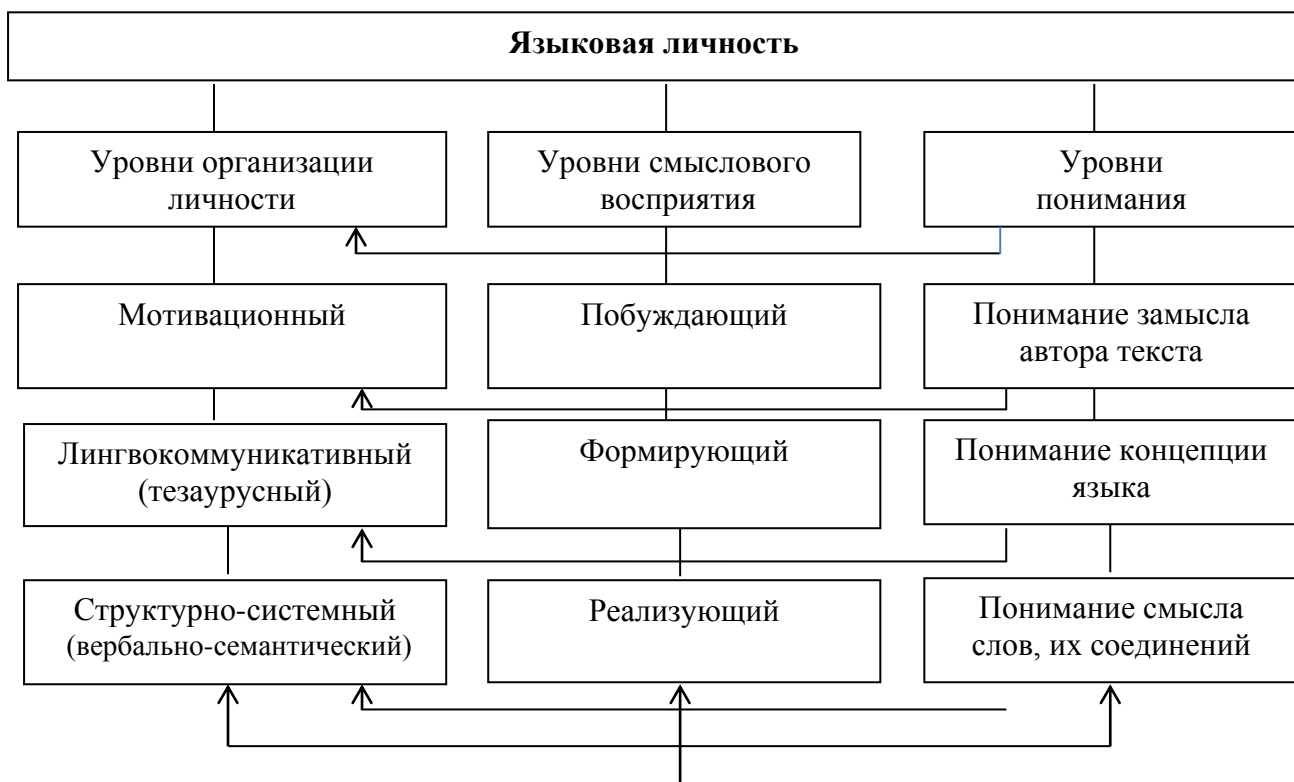 Языковая личность
Уровни организации
личности
Уровни смыслового
восприятия
Уровни
понимания
Мотивационный
Побуждающий
Понимание замысла
автора текста
Лингвокоммуникативный
(тезаурусный)
Формирующий
Понимание концепции
языка
Структурно-системный
(вербально-семантический)
Реализующий
Понимание смысла
слов, их соединений